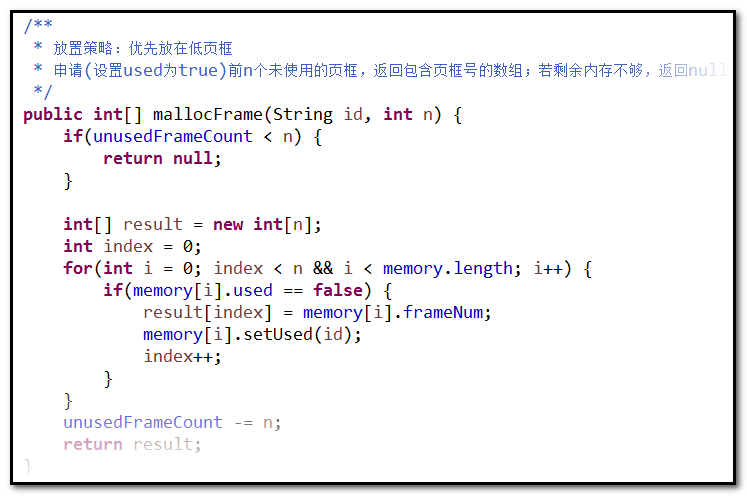 /**
 * 放置策略：优先放在低页框
 * 申请(设置used为true)前n个未使用的页框，返回包含页框号的数组；若剩余内存不够，返回null
 */
public int[] mallocFrame(String id, int n) {
    if(unusedFrameCount < n) {
        return null;
    }

    int[] result = new int[n];
    int index = 0;
    for(int i = 0; index < n && i < memory.length; i++) {
        if(memory[i].used == false) {
            result[index] = memory[i].frameNum;
            memory[i].setUsed(id);
            index++;
        }
    }
    unusedFrameCount -= n;
    return result;
}